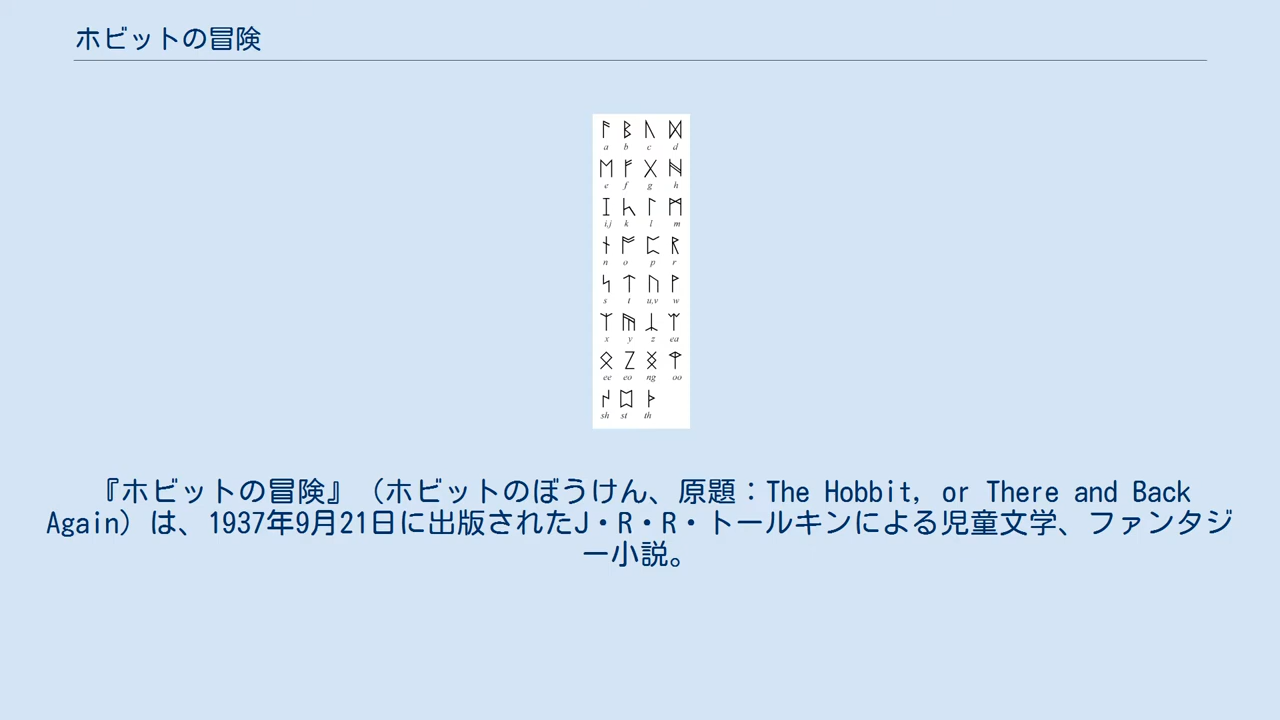 ホビットの冒険
ᚪ ᛒ ᚳ ᛞ
a b c d
ᛖ ᚠ ᚷ ᚻ
e f g h
ᛁ ᛱ ᛚ ᛗ
i,j k l m
ᚾ ᚩ ᛈ ᚱ
n o p r
ᛋ ᛏ ᚢ ᚹ
s t u,v w
ᛉ ᚣ ᛣ ᛠ
x y z ea
ᛟ ᛇ ᛝ ᛳ
ee eo ng oo
ᛲ ᛥ ᚦ
sh st th
『ホビットの冒険』（ホビットのぼうけん、原題：The Hobbit, or There and Back
Again）は、1937年9月21日に出版されたJ・R・R・トールキンによる児童文学、ファンタジ
ー小説。